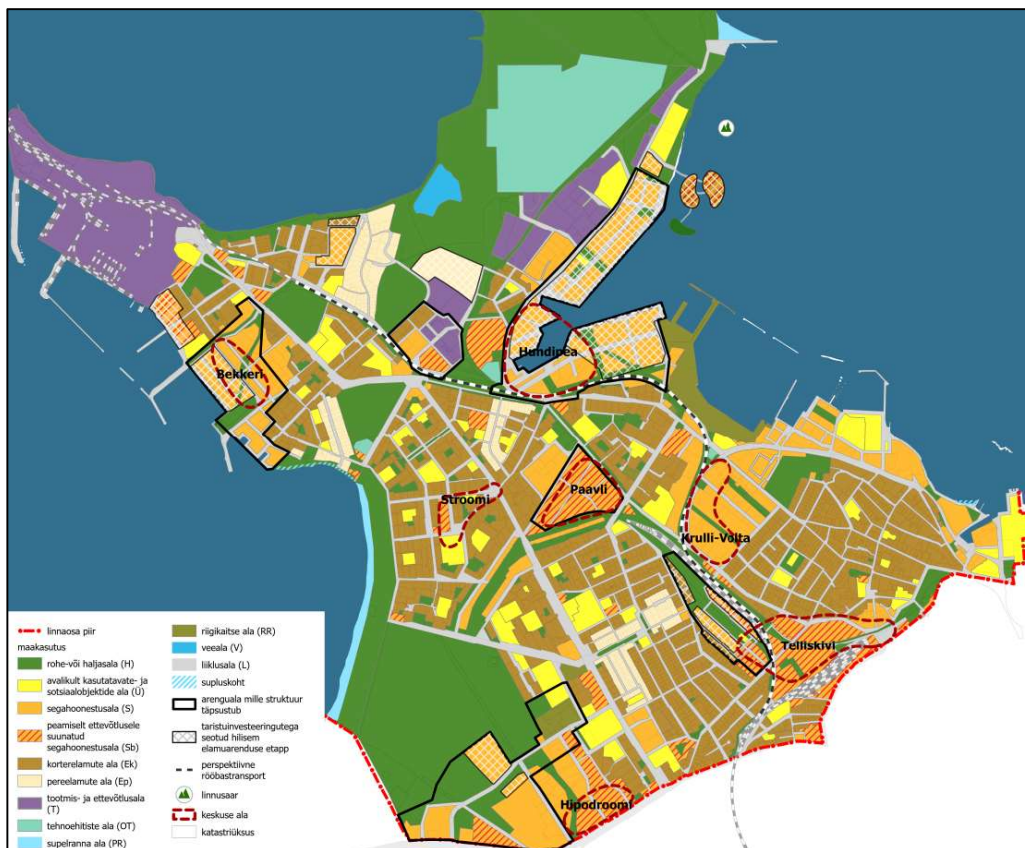 Hundipea
Bekkeri
Stroomi
Paavli
Krulli-Volta
Telliskivi
Hipodroomi
linnaosa piir
maakasutus
rohe-või haljasala (H)
avalikult kasutatavate- ja
sotsiaalobjektide ala (Ü)
segahoonestusala (S)
peamiselt ettevõtlusele
suunatud
segahoonestusala (Sb)
korterelamute ala (Ek)
pereelamute ala (Ep)
tootmis- ja ettevõtlusala
(T)
tehnoehitiste ala (OT)
supelranna ala (PR)
riigikaitse ala (RR)
veeala (V)
liiklusala (L)
supluskoht
arenguala mille struktuur
täpsustub
taristuinvesteeringutega
seotud hilisem
elamuarenduse etapp
perspektiivne
rööbastransport
linnusaar
keskuse ala
katastriüksus